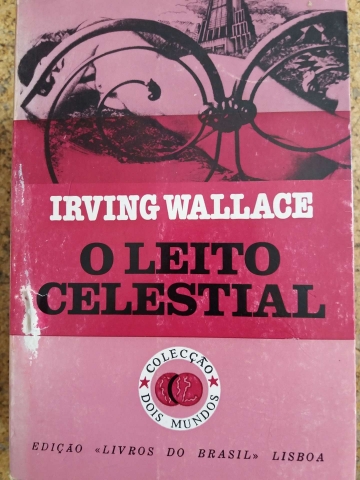 IRVING WALLACE
O LEITO
CELESTIAL
COLECÇÃO
DOIS MUNDOS
EDIÇÃO «LIVROS DO BRASIL» LISBOA